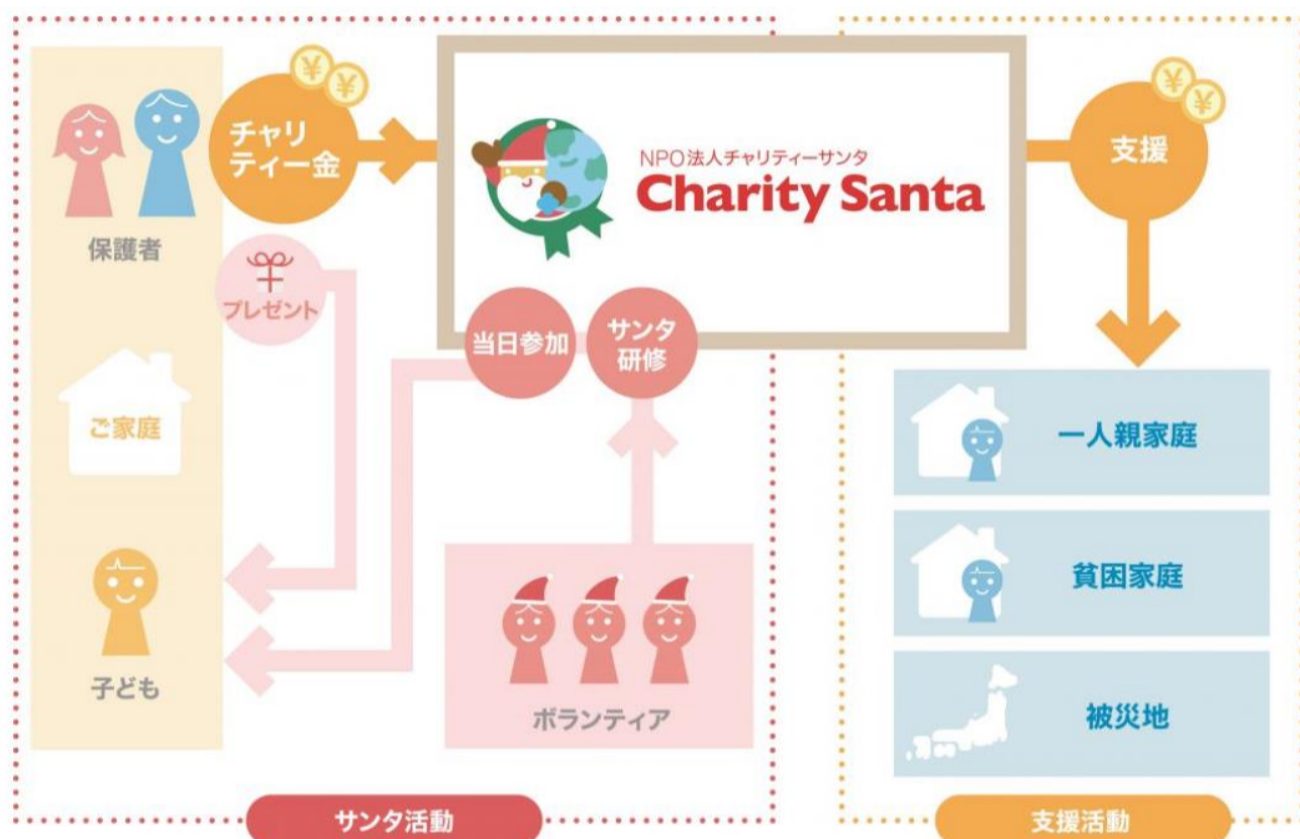 チャリ
ティー金
¥
¥
NPO法人チャリティーサンタ
Charity Santa
¥
¥
支援
保護者
プレゼント
当日参加
サンタ
研修
ご家庭
一人親家庭
貧困家庭
子ども
ボランティア
被災地
サンタ活動
支援活動